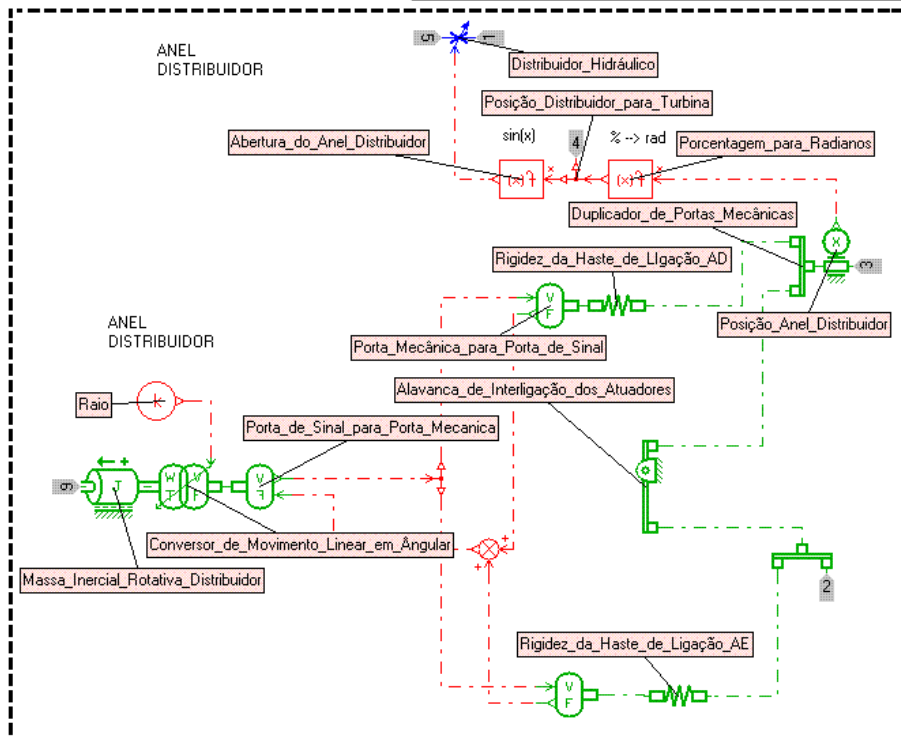 ANEL
DISTRIBUIDOR
5
1
Distribuidor_Hidráulico
Posição_Distribuidor_para_Turbina
Abertura_do_Anel_Distribuidor
sin(x)
4
% --> rad
Porcentagem_para_Radianos
f(x)
x
f(x)
x
Duplicador_de_Portas_Mecânicas
x
3
Rigidez_da_Haste_de_LIgação_AD
V
F
Posição_Anel_Distribuidor
ANEL
DISTRIBUIDOR
Porta_Mecânica_para_Porta_de_Sinal
Alavanca_de_Interligação_dos_Atuadores
Raio
k
Porta_de_Sinal_para_Porta_Mecanica
+
6
J
W
T
V
F
V
F
Conversor_de_Movimento_Linear_em_Ângular
+
+
Massa_Inercial_Rotativa_Distribuidor
2
Rigidez_da_Haste_de_Ligação_AE
V
F